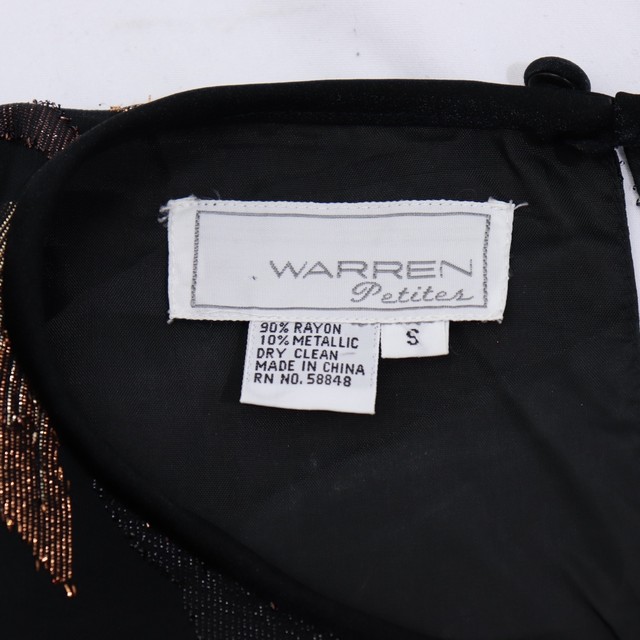 WARREN
Petites
90% RAYON
10% METALLIC
DRY CLEAN
MADE IN CHINA
RN NO. 58848
S